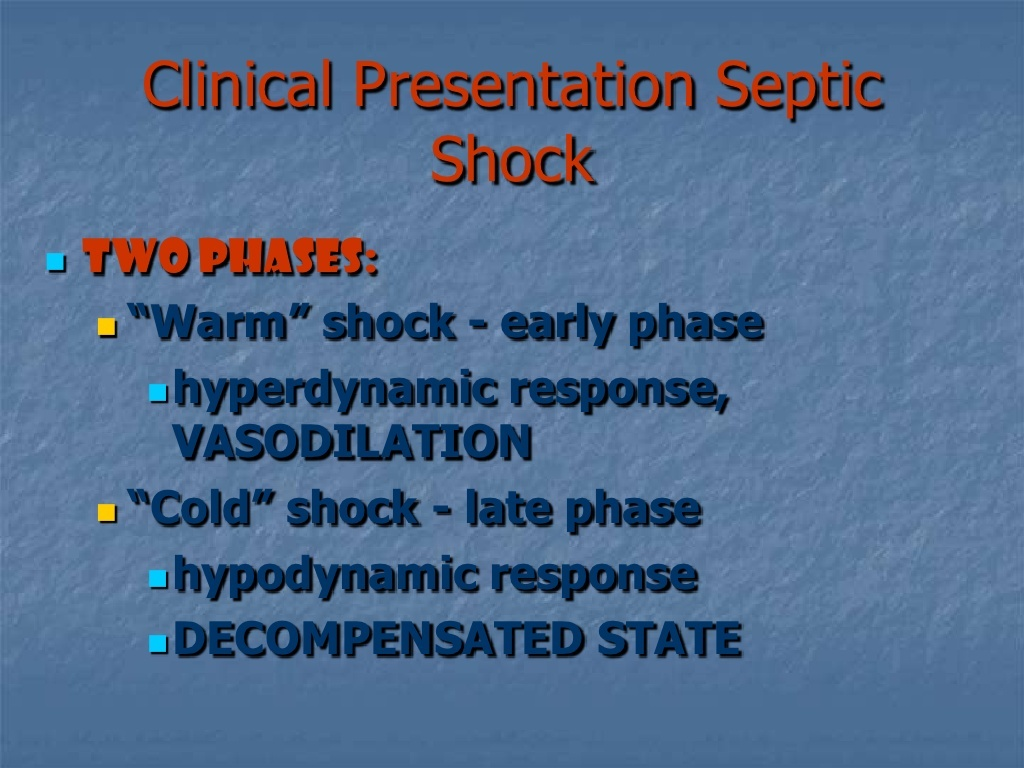 Clinical Presentation Septic
Shock
TWO PHASES:
“Warm” shock - early phase
hyperdynamic response,
VASODILATION
“Cold” shock - late phase
hypodynamic response
DECOMPENSATED STATE